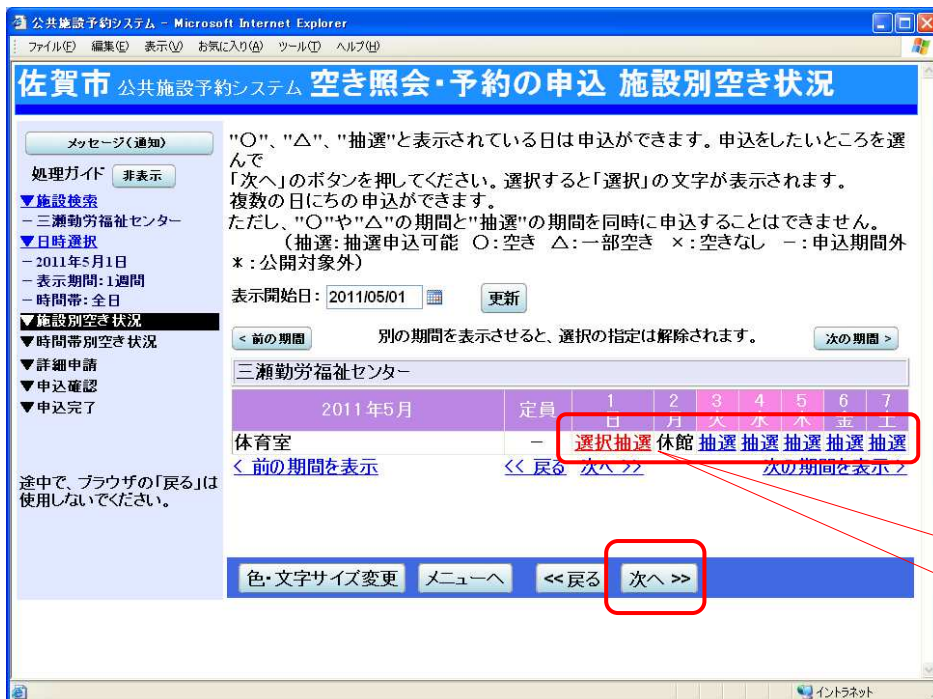 公共施設予約システム - Microsoft Internet Explorer
ファイル(F) 編集(E) 表示(V) お気に入り(A) ツール(T) ヘルプ(H)
佐賀市 公共施設予約システム 空き照会・予約の申込 施設別空き状況
メッセージ(通知)
処理ガイド 非表示
▼施設検索
－三瀬勤労福祉センター
▼日時選択
－2011年5月1日
－表示期間:1週間
－時間帯:全日
▼施設別空き状況
▼時間帯別空き状況
▼詳細申請
▼申込確認
▼申込完了
途中で、ブラウザの「戻る」は
使用しないでください。
"○"、"△"、"抽選"と表示されている日は申込ができます。申込をしたいところを選
んで
「次へ」のボタンを押してください。選択すると「選択」の文字が表示されます。
複数の日にちの申込ができます。
ただし、"○"や"△"の期間と"抽選"の期間を同時に申込することはできません。
（抽選:抽選申込可能 ○:空き △:一部空き ×:空きなし －:申込期間外
＊:公開対象外）
表示開始日: 2011/05/01 更新
< 前の期間 別の期間を表示させると、選択の指定は解除されます。 次の期間 >
三瀬勤労福祉センター
2011年5月 定員 1 2 3 4 5 6 7
日 月 火 水 木 金 土
体育室 － 選択抽選 休館 抽選 抽選 抽選 抽選 抽選
< 前の期間を表示 << 戻る 次へ >> 次の期間を表示 >
色・文字サイズ変更 メニューへ << 戻る 次へ >>
イントラネット